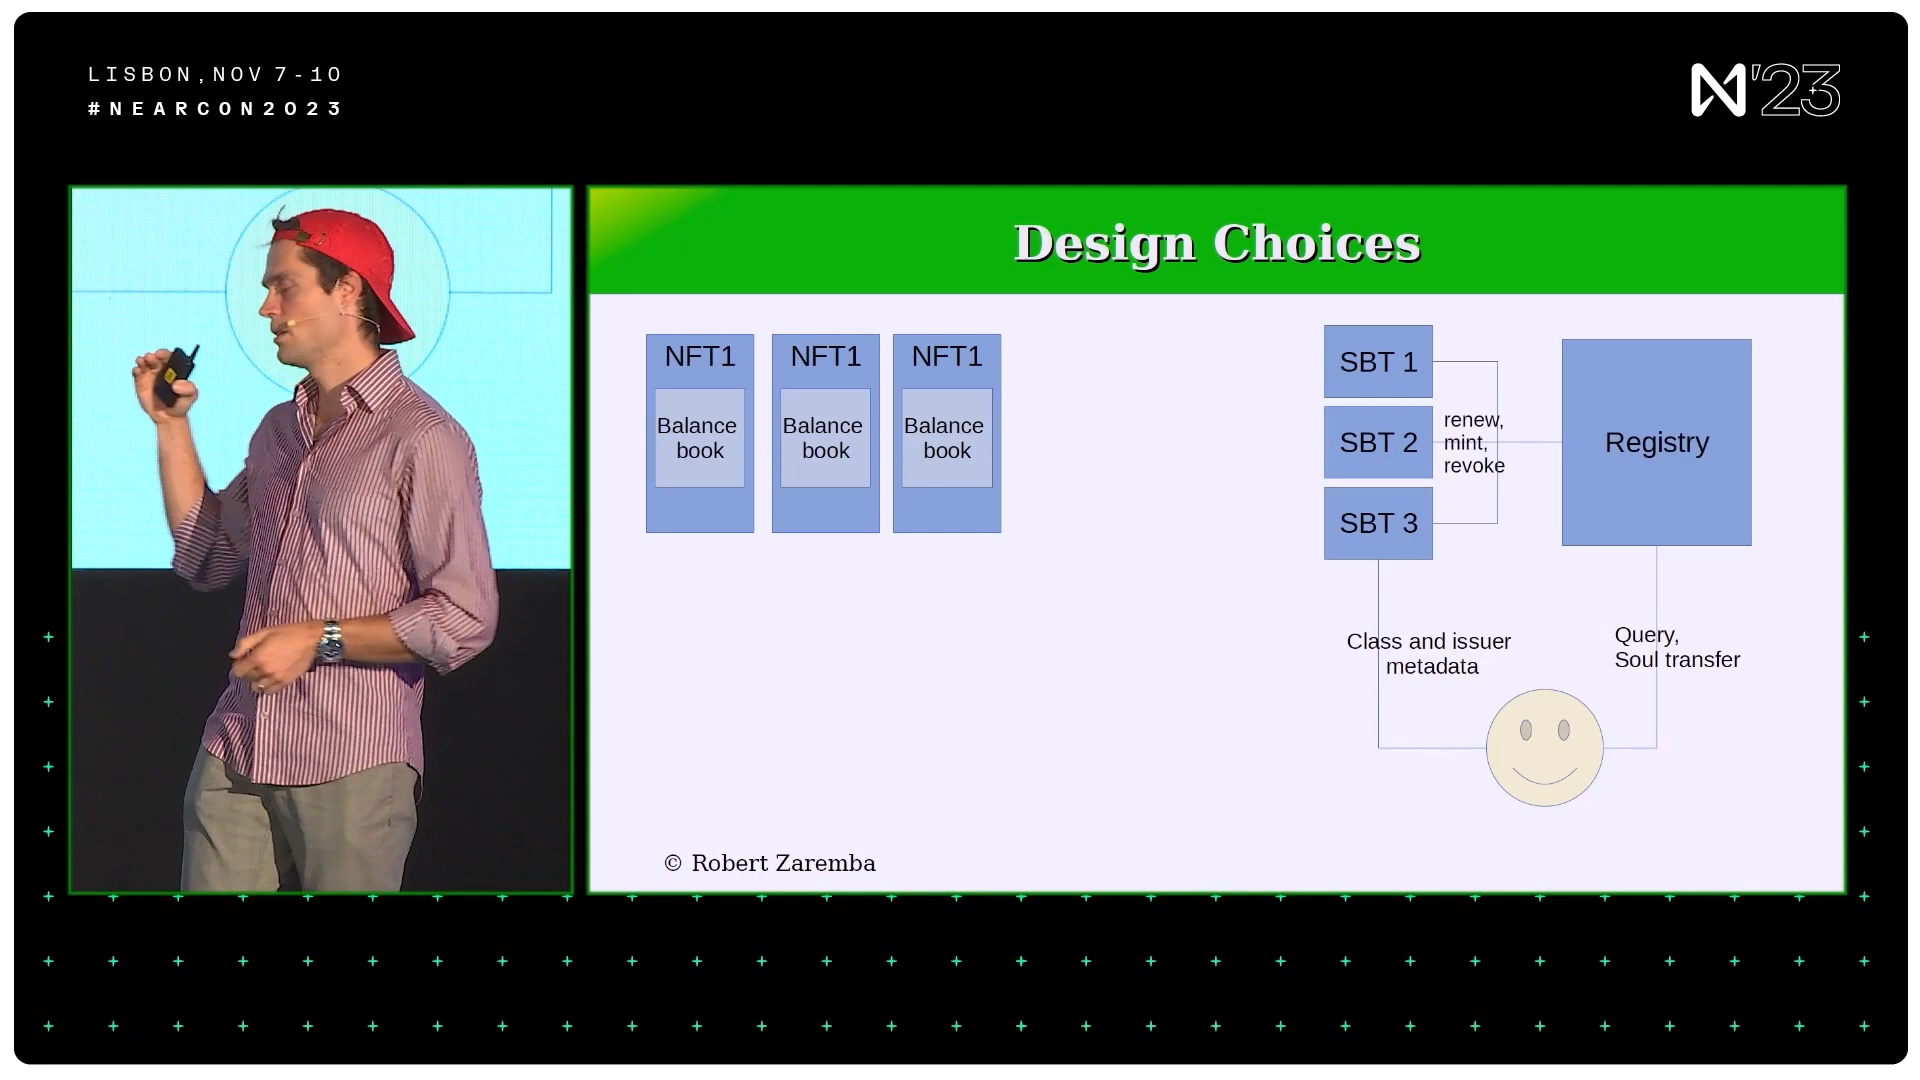 LISBON, NOV 7-10
#NEARCON2023
N'23
Design Choices
NFT1
Balance
book
NFT1
Balance
book
NFT1
Balance
book
SBT 1
SBT 2
SBT 3
renew,
mint,
revoke
Registry
Class and issuer
metadata
Query,
Soul transfer
© Robert Zaremba